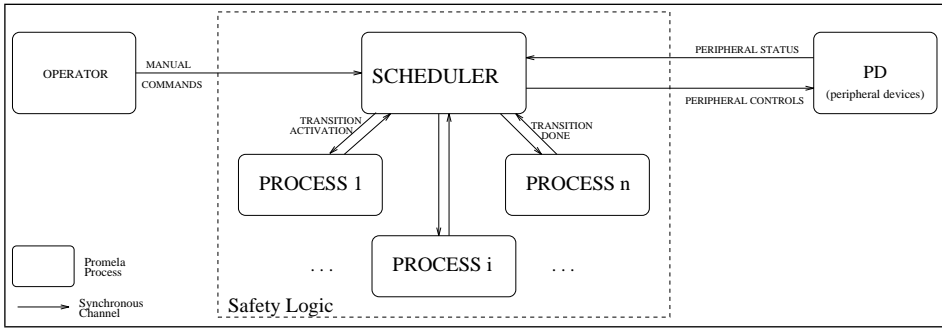 OPERATOR
MANUAL
COMMANDS
SCHEDULER
PERIPHERAL STATUS
PERIPHERAL CONTROLS
PD
(peripheral devices)
TRANSITION
ACTIVATION
TRANSITION
DONE
PROCESS 1
PROCESS n
. . .
PROCESS i
. . .
Promela
Process
Synchronous
Channel
Safety Logic